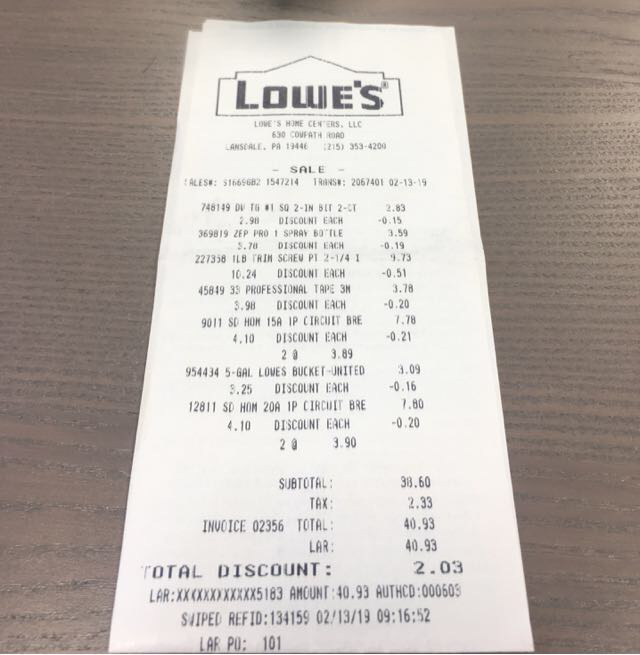 LOWE'S®
LOWE'S HOME CENTERS, LLC
630 COWPATH ROAD
LANSDALE, PA 19446 (215) 353-4200
- SALE -
SALES#: S1669GB2 1547214 TRANS#: 2067401 02-13-19
748149 DW TG #1 SQ 2-IN BIT 2-CT 2.83
2.98 DISCOUNT EACH -0.15
369819 ZEP PRO 1 SPRAY BOTTLE 3.59
3.78 DISCOUNT EACH -0.19
227358 1LB TRIM SCREW PT 2-1/4 I 9.73
10.24 DISCOUNT EACH -0.51
45849 33 PROFESSIONAL TAPE 3M 3.78
3.98 DISCOUNT EACH -0.20
9011 SD HOM 15A 1P CIRCUIT BRE 7.78
4.10 DISCOUNT EACH -0.21
2 @ 3.89
954434 5-GAL LOWES BUCKET-UNITED 3.09
3.25 DISCOUNT EACH -0.16
12811 SD HOM 20A 1P CIRCUIT BRE 7.80
4.10 DISCOUNT EACH -0.20
2 @ 3.90
SUBTOTAL: 38.60
TAX: 2.33
INVOICE 02356 TOTAL: 40.93
LAR: 40.93
TOTAL DISCOUNT: 2.03
LAR:XXXXXXXXXXXX5183 AMOUNT:40.93 AUTHCD:000603
SWIPED REFID:134159 02/13/19 09:16:52
LAR PO: 101